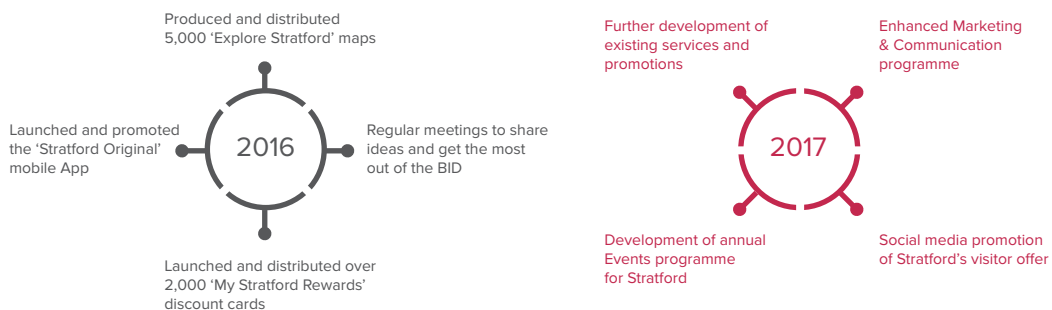 Produced and distributed
5,000 ‘Explore Stratford’ maps
Launched and promoted
the ‘Stratford Original’
mobile App
2016
Regular meetings to share
ideas and get the most
out of the BID
Launched and distributed over
2,000 ‘My Stratford Rewards’
discount cards
Further development of
existing services and
promotions
Enhanced Marketing
& Communication
programme
2017
Development of annual
Events programme
for Stratford
Social media promotion
of Stratford’s visitor offer